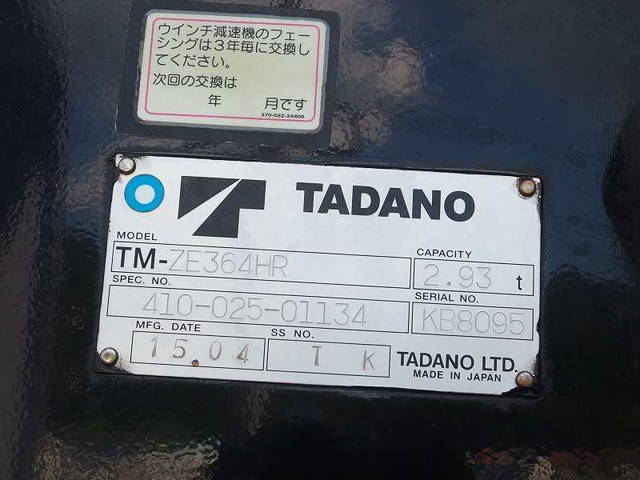 ウインチ減速機のフェー
シングは3年毎に交換し
てください。
次回の交換は
年 月です
370-022-24400
TADANO
MODEL
TM-ZE364HR
CAPACITY
2.93 t
SPEC. NO.
410-025-01134
SERIAL NO.
KB8095
MFG. DATE
15.04
SS NO.
T K
TADANO LTD.
MADE IN JAPAN